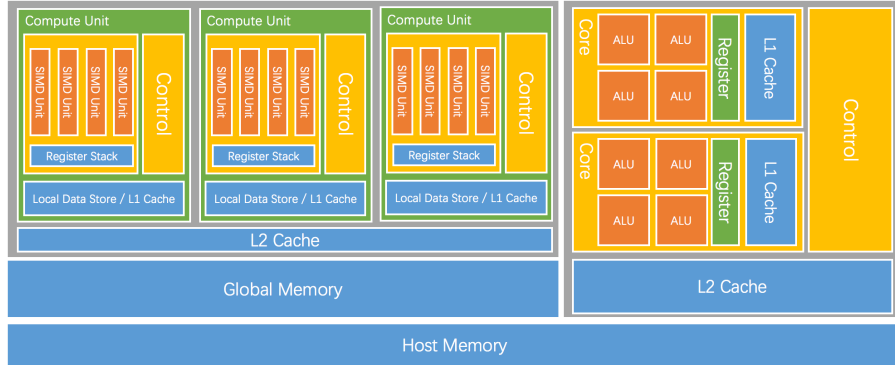 Compute Unit
SIMD Unit
SIMD Unit
SIMD Unit
SIMD Unit
Control
Register Stack
Local Data Store / L1 Cache
Compute Unit
SIMD Unit
SIMD Unit
SIMD Unit
SIMD Unit
Control
Register Stack
Local Data Store / L1 Cache
Compute Unit
SIMD Unit
SIMD Unit
SIMD Unit
SIMD Unit
Control
Register Stack
Local Data Store / L1 Cache
L2 Cache
Global Memory
Core
ALU
ALU
ALU
ALU
Register
L1 Cache
Core
ALU
ALU
ALU
ALU
Register
L1 Cache
Control
L2 Cache
Host Memory